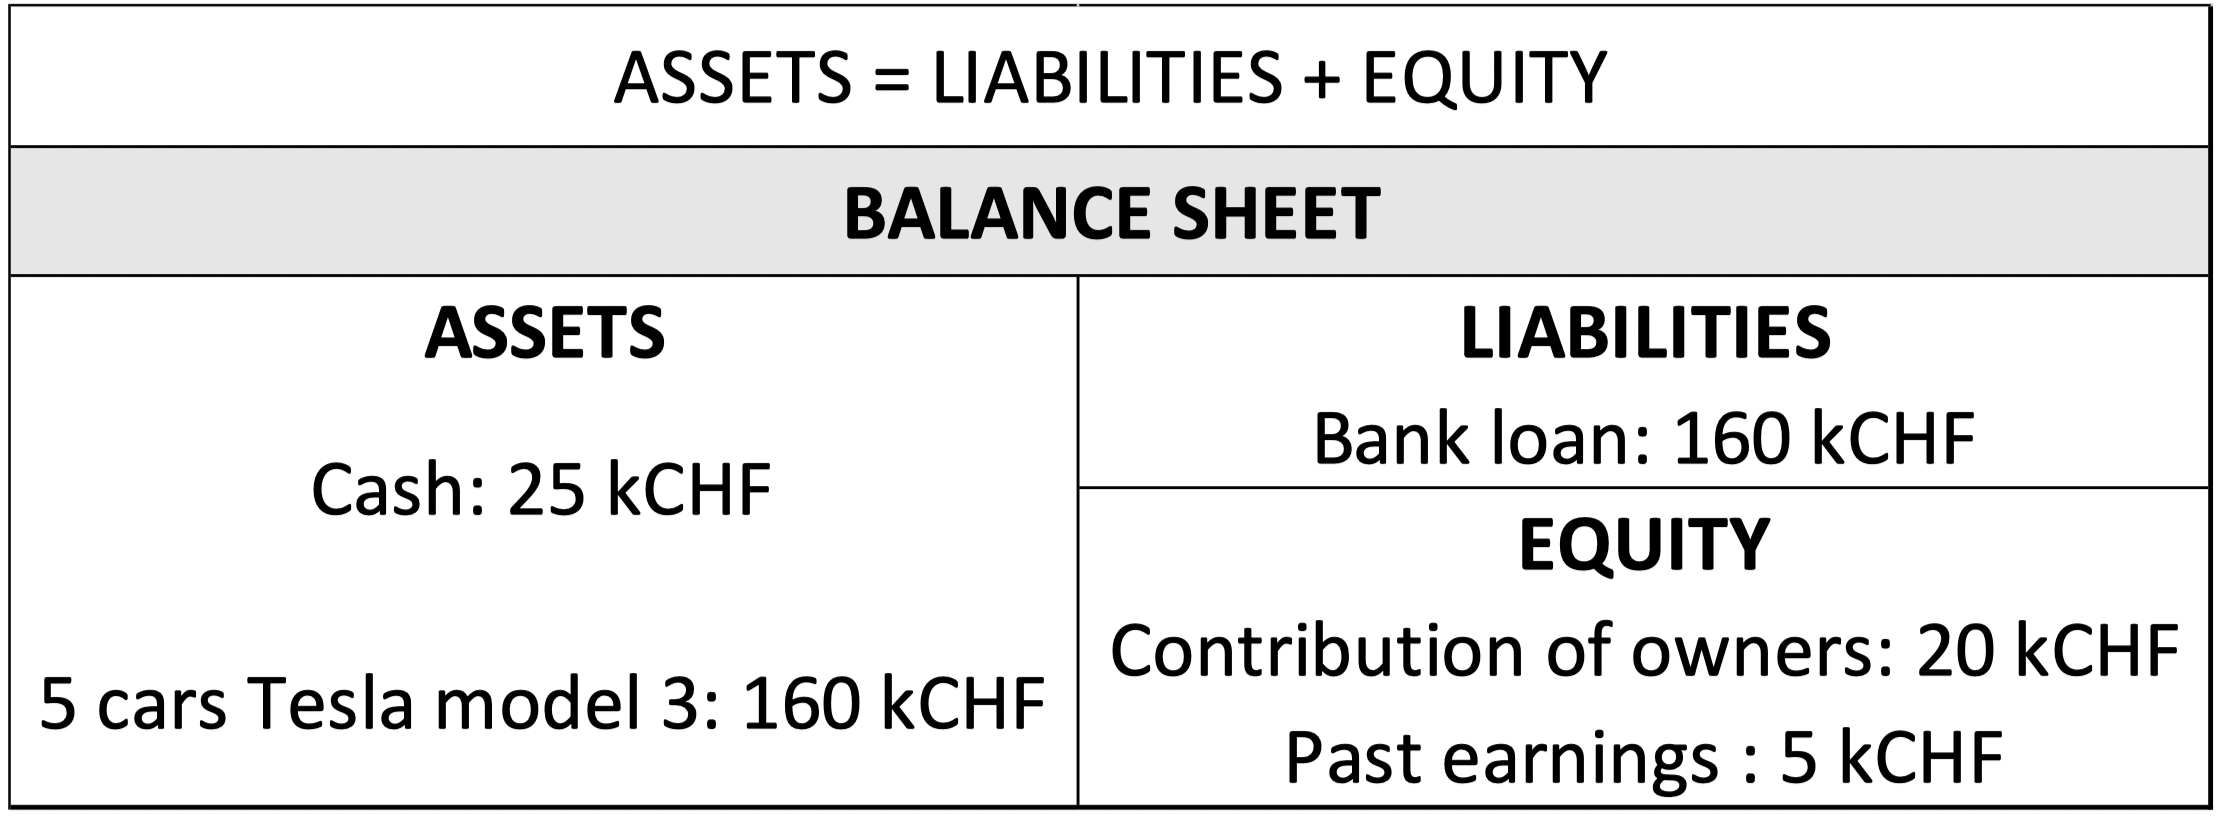 ASSETS = LIABILITIES + EQUITY
BALANCE SHEET
ASSETS
Cash: 25 kCHF
5 cars Tesla model 3: 160 kCHF
LIABILITIES
Bank loan: 160 kCHF
EQUITY
Contribution of owners: 20 kCHF
Past earnings : 5 kCHF